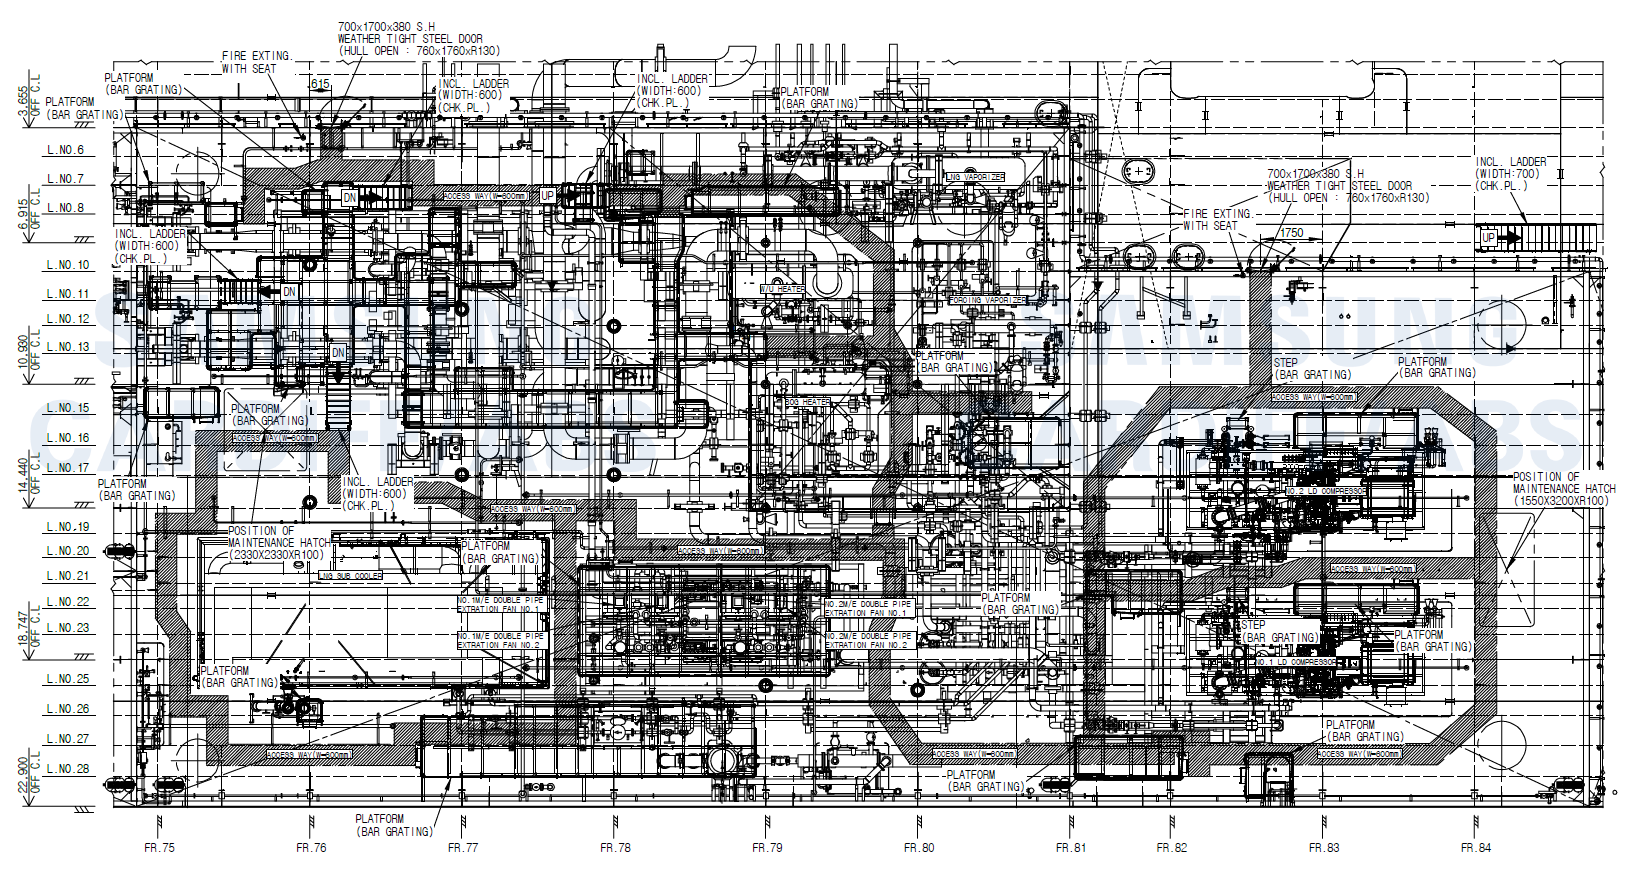 700x1700x380 S.H
WEATHER TIGHT STEEL DOOR
(HULL OPEN : 760x1760xR130)
FIRE EXTING.
WITH SEAT
615
PLATFORM
(BAR GRATING)
PLATFORM
(BAR GRATING)
INCL. LADDER
(WIDTH:600)
(CHK.PL.)
INCL. LADDER
(WIDTH:600)
(CHK.PL.)
PLATFORM
(BAR GRATING)
3.655
OFF C.L
L.NO.6
L.NO.7
6.915
OFF C.L
L.NO.8
DN
ACCESS WAY(W=800mm)
UP
LNG VAPORIZER
700x1700x380 S.H
WEATHER TIGHT STEEL DOOR
(HULL OPEN : 760x1760xR130)
INCL. LADDER
(WIDTH:700)
(CHK.PL.)
FIRE EXTING.
WITH SEAT
1750
UP
INCL. LADDER
(WIDTH:600)
(CHK.PL.)
L.NO.10
L.NO.11
DN
W/U HEATER
FORCING VAPORIZER
SAMSUNG
L.NO.12
10.930
OFF C.L
L.NO.13
DN
PLATFORM
(BAR GRATING)
STEP
(BAR GRATING)
PLATFORM
(BAR GRATING)
ACCESS WAY(W=800mm)
L.NO.15
PLATFORM
(BAR GRATING)
BOG HEATER
L.NO.16
ACCESS WAY(W=600mm)
14.440
OFF C.L
L.NO.17
PLATFORM
(BAR GRATING)
INCL. LADDER
(WIDTH:600)
(CHK.PL.)
NO.2 LD COMPRESSOR
POSITION OF
MAINTENANCE HATCH
(1550X3200XR100)
ACCESS WAY(W=600mm)
L.NO.19
POSITION OF
MAINTENANCE HATCH
(2330X2330XR100)
L.NO.20
PLATFORM
(BAR GRATING)
ACCESS WAY(W=600mm)
L.NO.21
LNG SUB COOLER
ACCESS WAY(W=600mm)
L.NO.22
NO.1M/E DOUBLE PIPE
EXTRATION FAN NO.1
NO.2M/E DOUBLE PIPE
EXTRATION FAN NO.1
PLATFORM
(BAR GRATING)
18.747
OFF C.L
L.NO.23
NO.1M/E DOUBLE PIPE
EXTRATION FAN NO.2
NO.2M/E DOUBLE PIPE
EXTRATION FAN NO.2
STEP
(BAR GRATING)
PLATFORM
(BAR GRATING)
NO.1 LD COMPRESSOR
L.NO.25
PLATFORM
(BAR GRATING)
L.NO.26
L.NO.27
PLATFORM
(BAR GRATING)
ACCESS WAY(W=600mm)
ACCESS WAY(W=600mm)
ACCESS WAY(W=600mm)
22.900
OFF C.L
L.NO.28
PLATFORM
(BAR GRATING)
PLATFORM
(BAR GRATING)
FR.75
FR.76
FR.77
FR.78
FR.79
FR.80
FR.81
FR.82
FR.83
FR.84